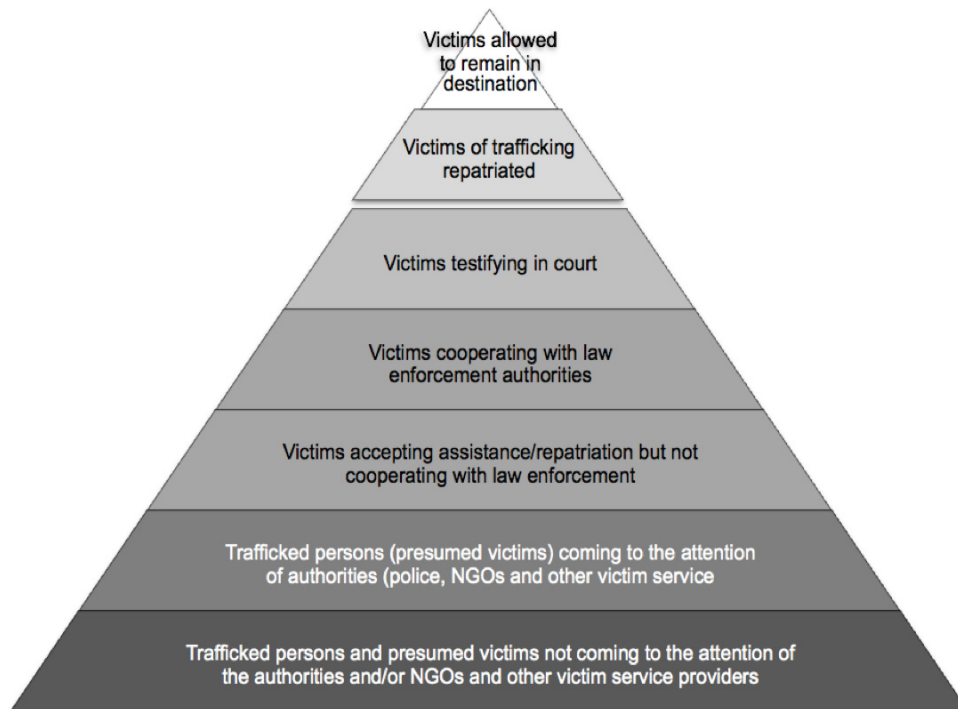 Victims allowed
to remain in
destination
Victims of trafficking
repatriated
Victims testifying in court
Victims cooperating with law
enforcement authorities
Victims accepting assistance/repatriation but not
cooperating with law enforcement
Trafficked persons (presumed victims) coming to the attention
of authorities (police, NGOs and other victim service
Trafficked persons and presumed victims not coming to the attention of
the authorities and/or NGOs and other victim service providers